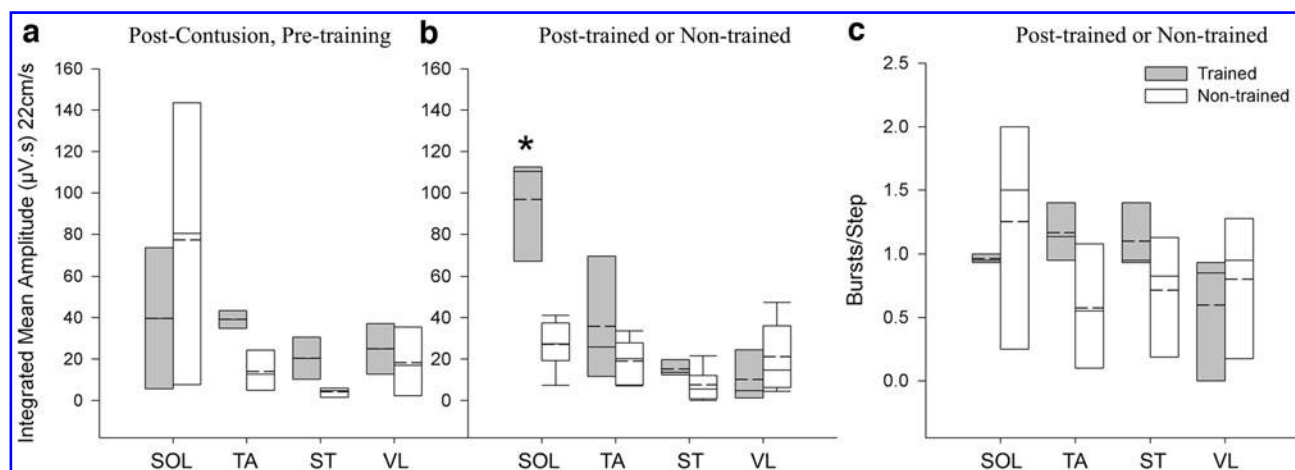 a Post-Contusion, Pre-training
b Post-trained or Non-trained
c Post-trained or Non-trained
Integrated Mean Amplitude (µV.s) 22cm/s
160
140
120
100
80
60
40
20
0
SOL TA ST VL
160
140
120
100
80
60
40
20
0
*
SOL TA ST VL
Bursts/Step
2.5
2.0
1.5
1.0
0.5
0.0
Trained
Non-trained
SOL TA ST VL